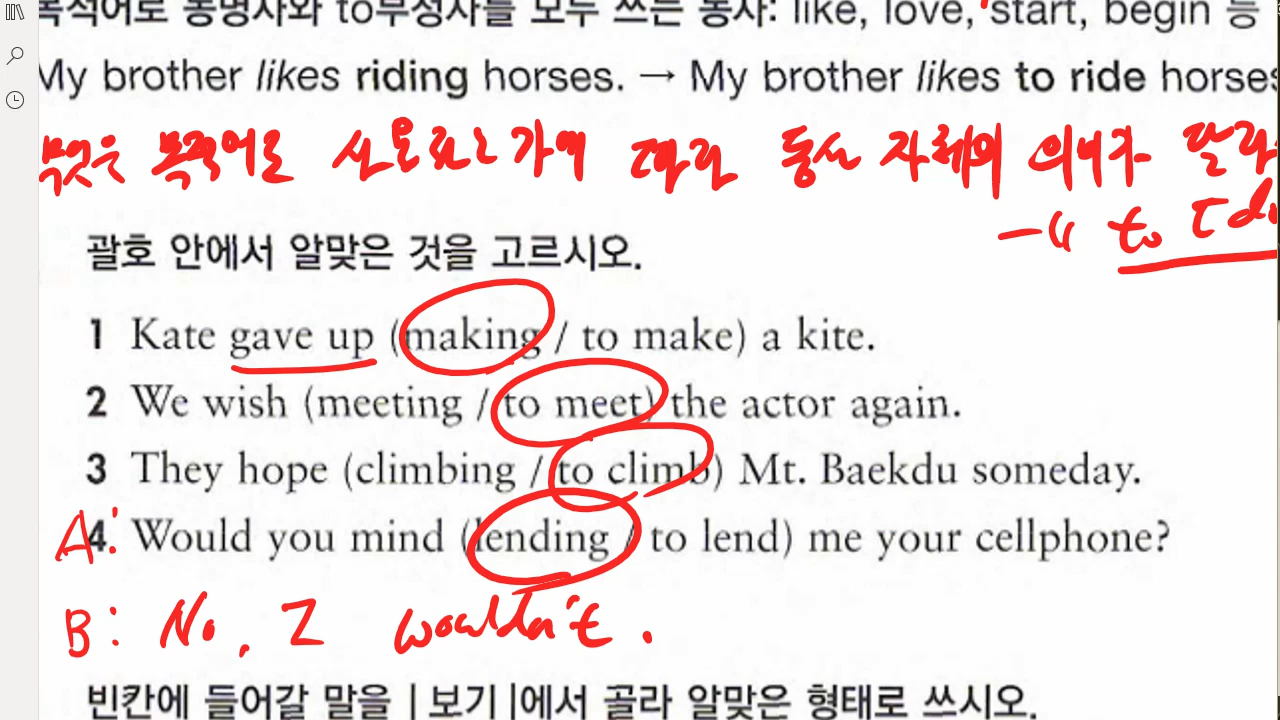 목적어로 동명사와 to부정사를 모두 쓰는 동사: like, love, start, begin 등
My brother likes riding horses. → My brother likes to ride horses
무엇은 목적어로 사용하는가에 따라 동사 자체의 의미가 달라
to
괄호 안에서 알맞은 것을 고르시오.
1 Kate gave up (making / to make) a kite.
2 We wish (meeting / to meet) the actor again.
3 They hope (climbing / to climb) Mt. Baekdu someday.
A: 4 Would you mind (lending / to lend) me your cellphone?
B: No, I wouldn't.
빈칸에 들어갈 말을 |보기|에서 골라 알맞은 형태로 쓰시오.